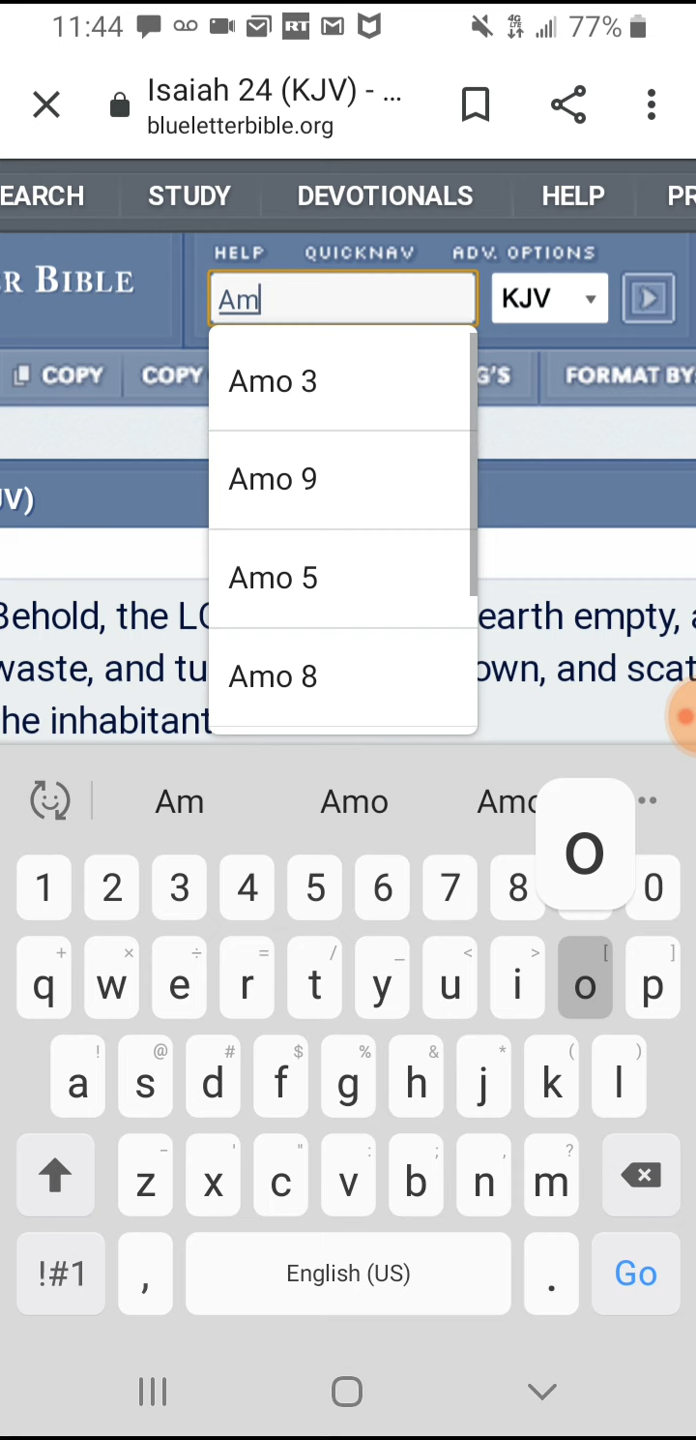 11:44 RT 4G LTE 77%
Isaiah 24 (KJV) - ...
blueletterbible.org
EARCH STUDY DEVOTIONALS HELP PR
HELP QUICKNAV ADV. OPTIONS
R BIBLE Am KJV
COPY COPY G'S FORMAT BY
Amo 3
Amo 9
V)
Amo 5
Behold, the LO earth empty, a
waste, and tu own, and scat
Amo 8
he inhabitant
Am Amo Amo
o
1 2 3 4 5 6 7 8 0
+ × ÷ = / _ < > [ ]
q w e r t y u i o p
! @ # $ % & * ( )
a s d f g h j k l
- ' " : ; , ?
z x c v b n m
!#1 , English (US) . Go